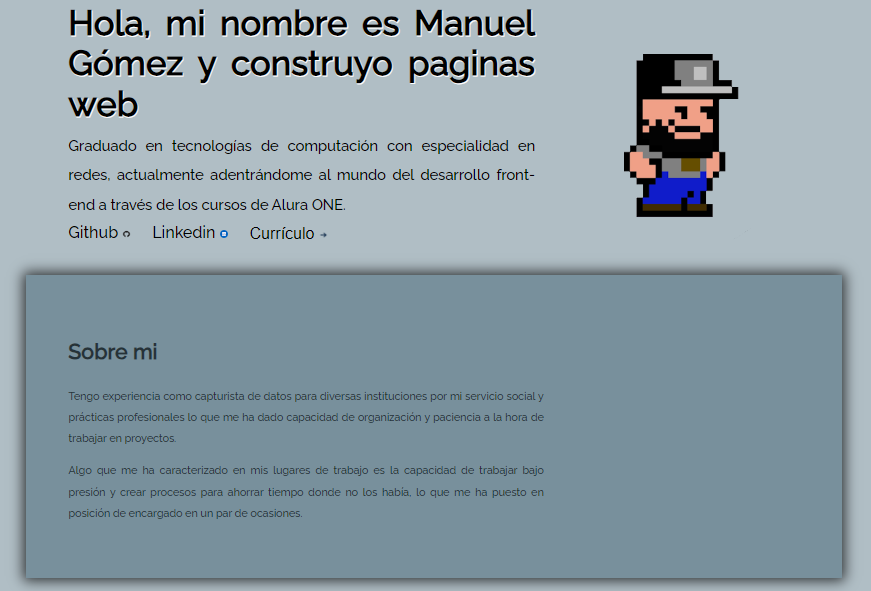 Hola, mi nombre es Manuel
Gómez y construyo paginas
web
Graduado en tecnologías de computación con especialidad en
redes, actualmente adentrándome al mundo del desarrollo front-
end a través de los cursos de Alura ONE.
Github Linkedin Currículo
Sobre mi
Tengo experiencia como capturista de datos para diversas instituciones por mi servicio social y
prácticas profesionales lo que me ha dado capacidad de organización y paciencia a la hora de
trabajar en proyectos.
Algo que me ha caracterizado en mis lugares de trabajo es la capacidad de trabajar bajo
presión y crear procesos para ahorrar tiempo donde no los había, lo que me ha puesto en
posición de encargado en un par de ocasiones.